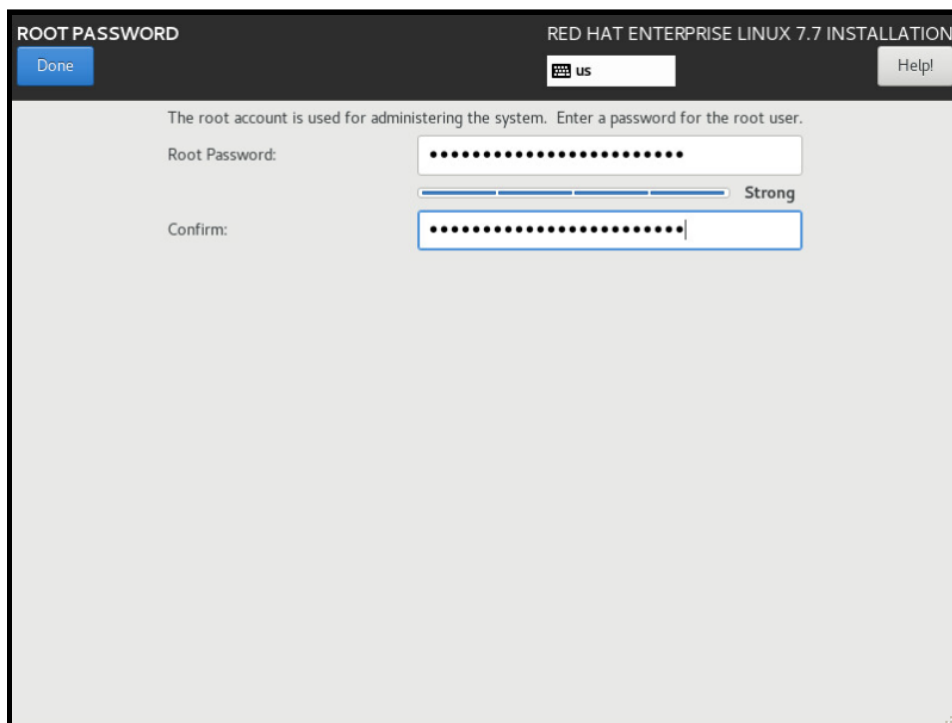 ROOT PASSWORD
RED HAT ENTERPRISE LINUX 7.7 INSTALLATION
Done
us
Help!
The root account is used for administering the system.  Enter a password for the root user.
Root Password:
••••••••••••••••••••••••
Strong
Confirm:
••••••••••••••••••••••••